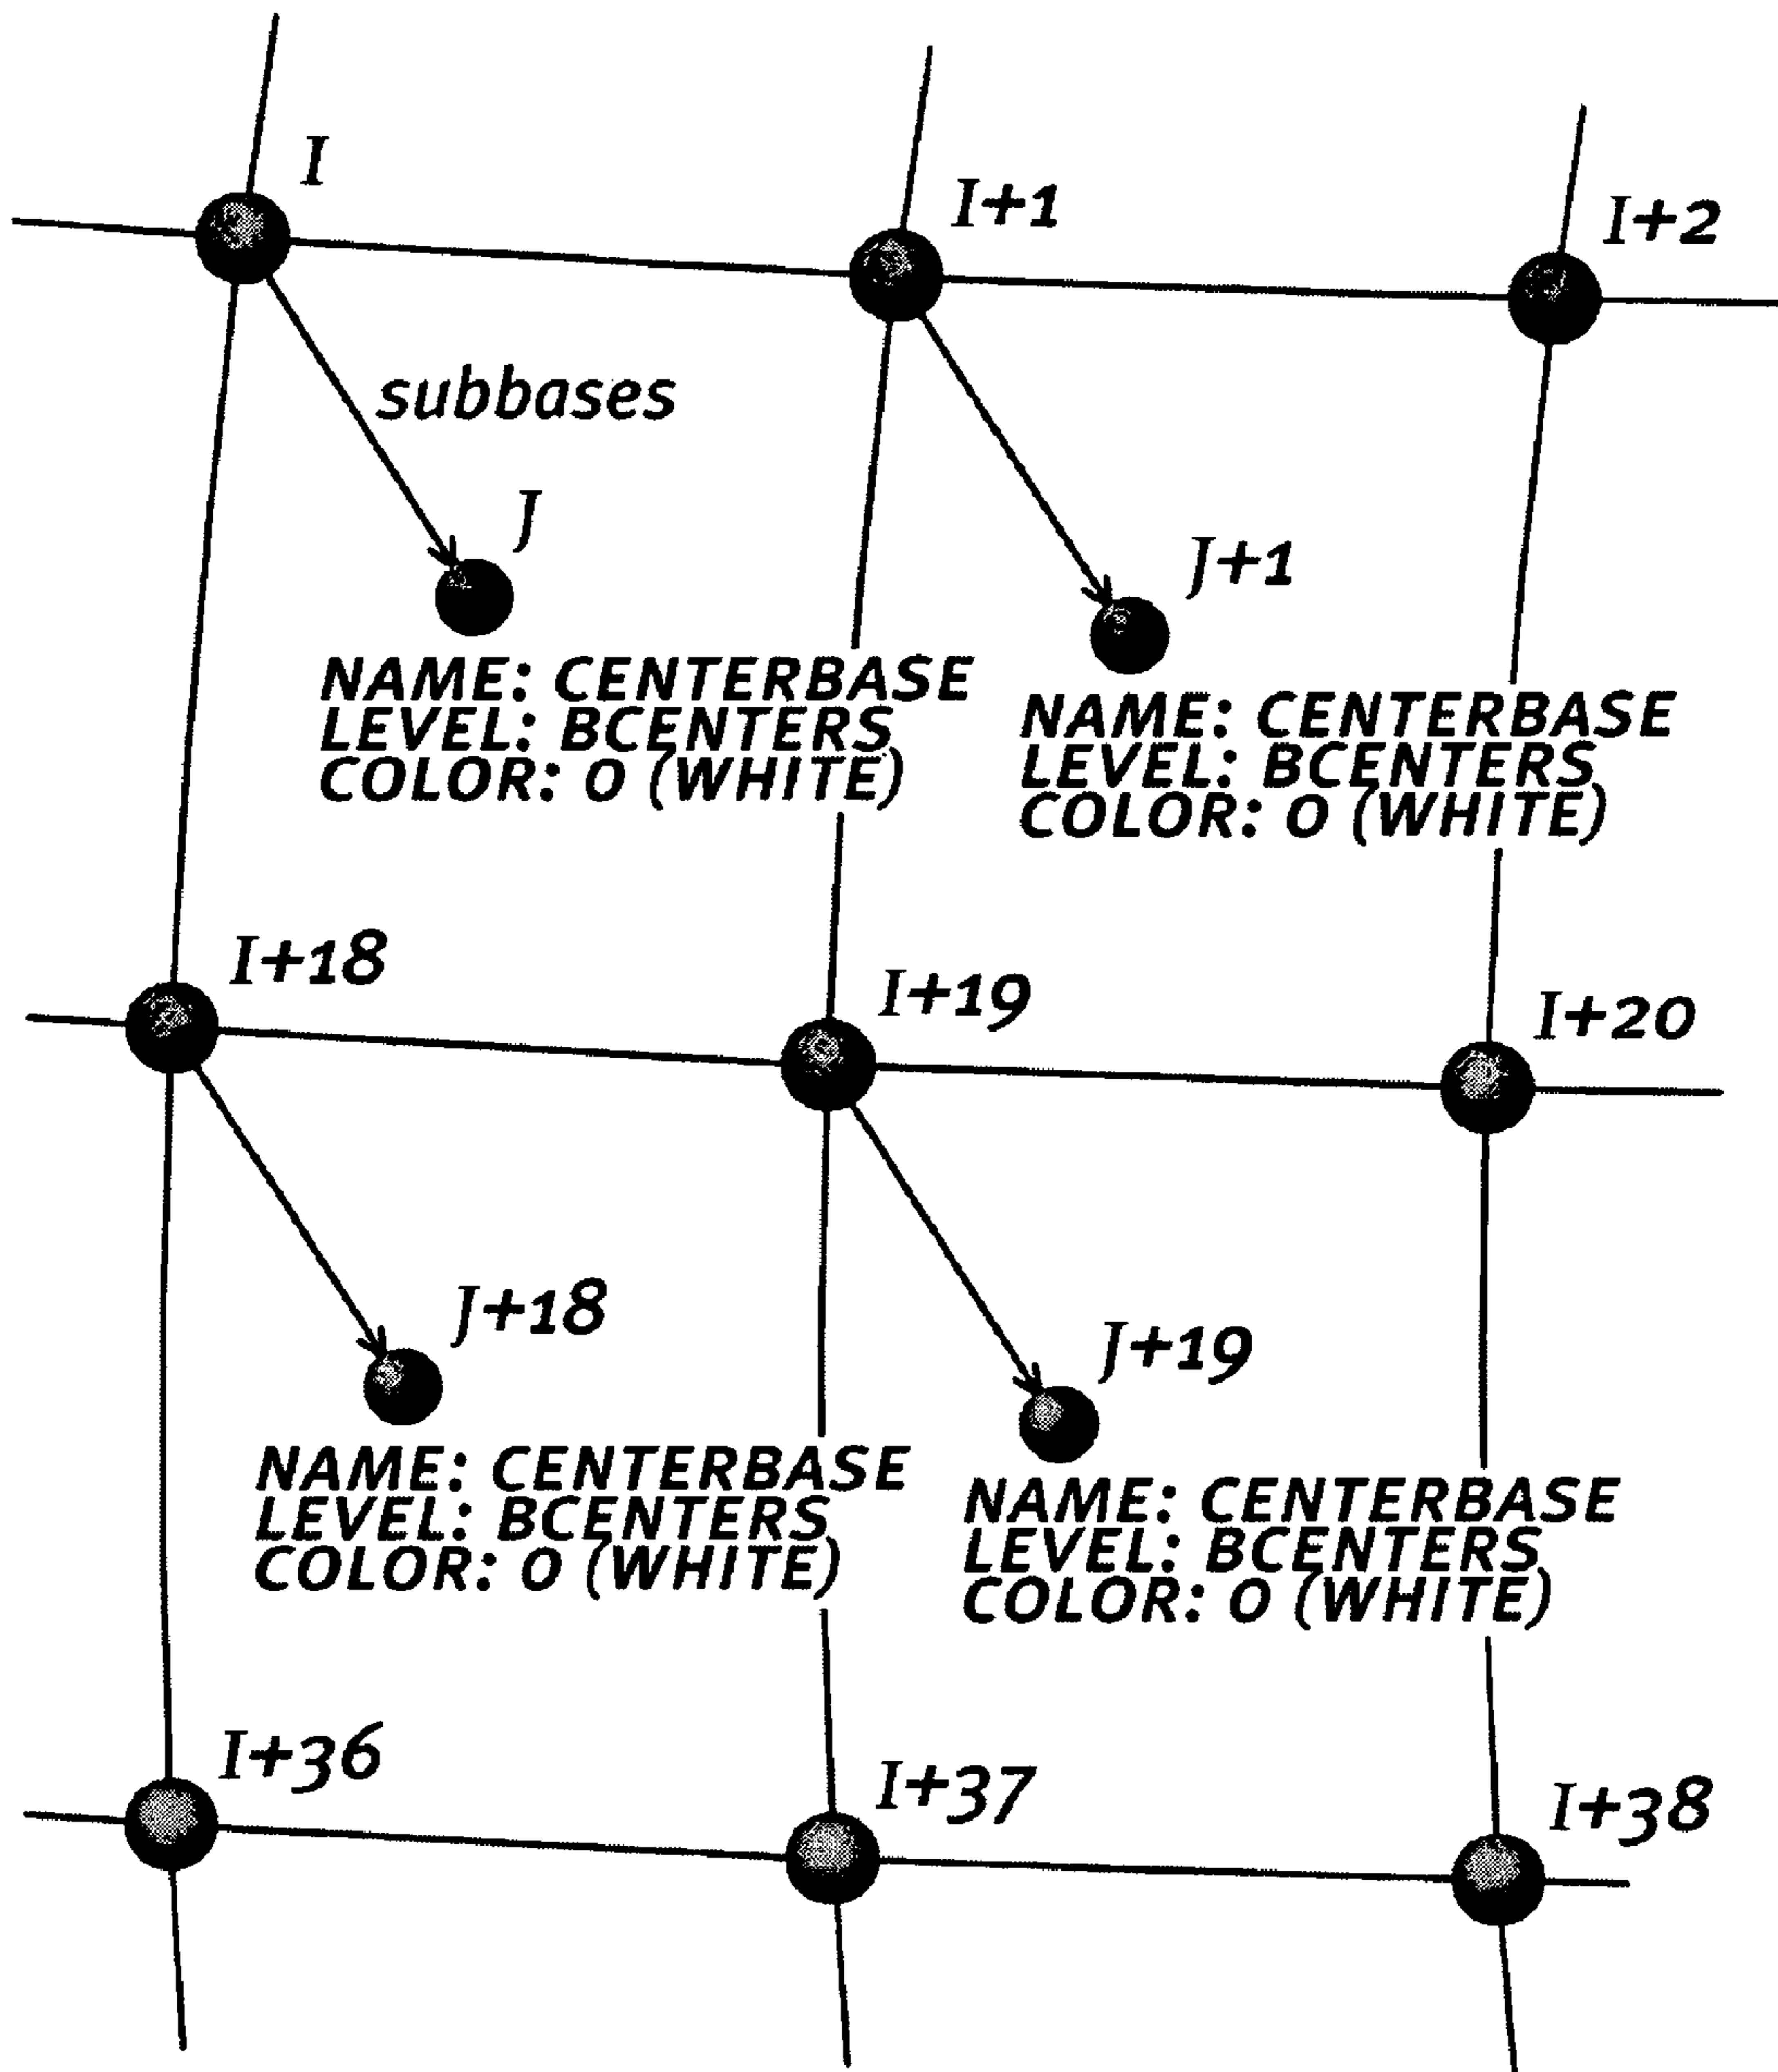 I
I+1
I+2
subbases
J
J+1
NAME: CENTERBASE
LEVEL: BCENTERS
COLOR: 0 (WHITE)
NAME: CENTERBASE
LEVEL: BCENTERS
COLOR: 0 (WHITE)
I+18
I+19
I+20
J+18
J+19
NAME: CENTERBASE
LEVEL: BCENTERS
COLOR: 0 (WHITE)
NAME: CENTERBASE
LEVEL: BCENTERS
COLOR: 0 (WHITE)
I+36
I+37
I+38